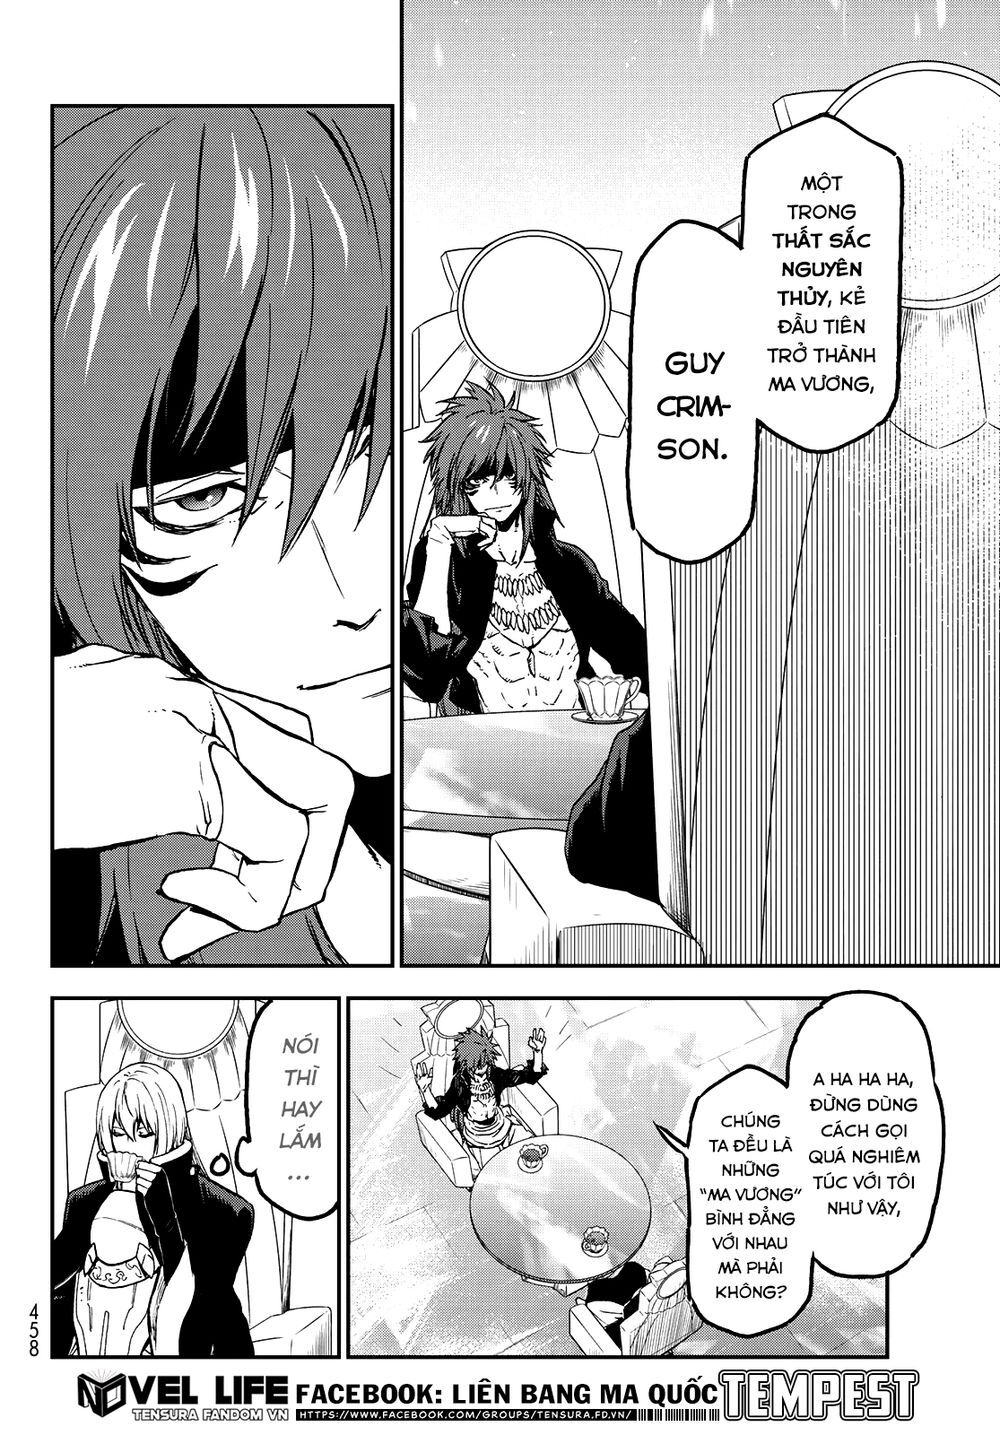 MỘT
TRONG
THẤT SẮC
NGUYÊN
THỦY, KẺ
ĐẦU TIÊN
TRỞ THÀNH
MA VƯƠNG,
GUY
CRIM-
SON.
A HA HA HA,
ĐỪNG DÙNG
CÁCH GỌI
QUÁ NGHIÊM
TÚC VỚI TÔI
NHƯ VẬY,
CHÚNG
TA ĐỀU LÀ
NHỮNG
“MA VƯƠNG”
BÌNH ĐẲNG
VỚI NHAU
MÀ PHẢI
KHÔNG?
NÓI
THÌ
HAY
LẮM
...
458
NOVEL LIFE
TENSURA FANDOM VN
FACEBOOK: LIÊN BANG MA QUỐC
HTTPS://WWW.FACEBOOK.COM/GROUPS/TENSURA.FD.VN/
TEMPEST